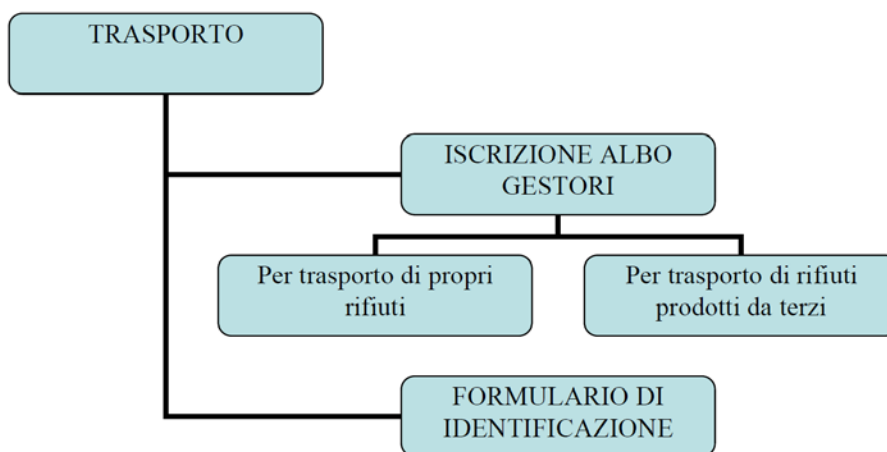 TRASPORTO
ISCRIZIONE ALBO
GESTORI
Per trasporto di propri
rifiuti
Per trasporto di rifiuti
prodotti da terzi
FORMULARIO DI
IDENTIFICAZIONE